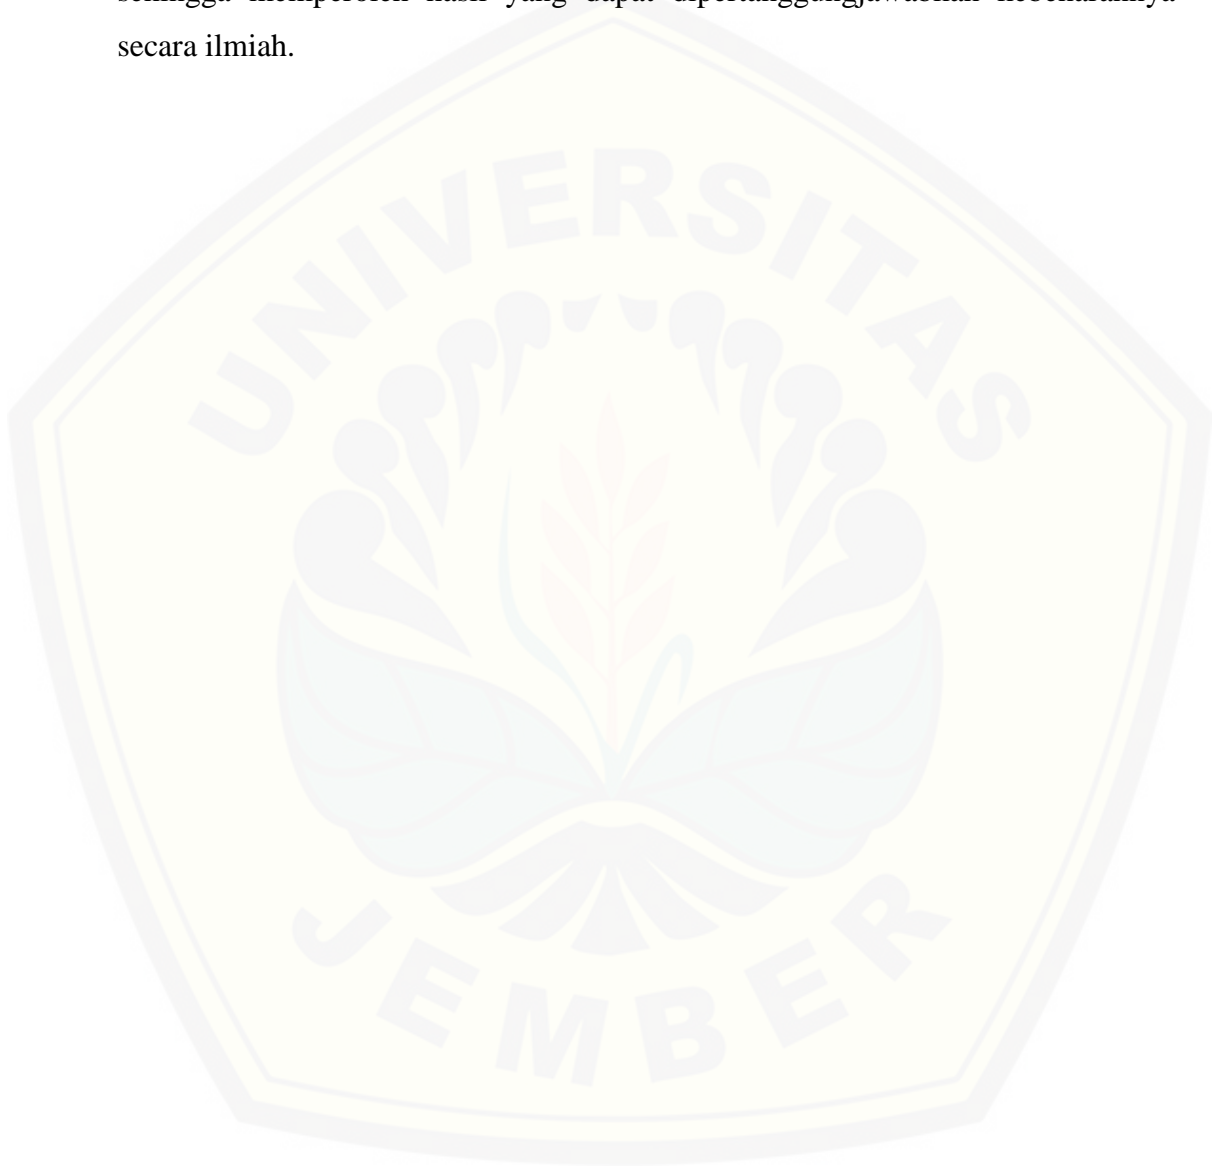 sehingga memperoleh hasil yang dapat dipertanggungjawabkan kebenarannya
secara ilmiah.
UNIVERSITAS
JEMBER